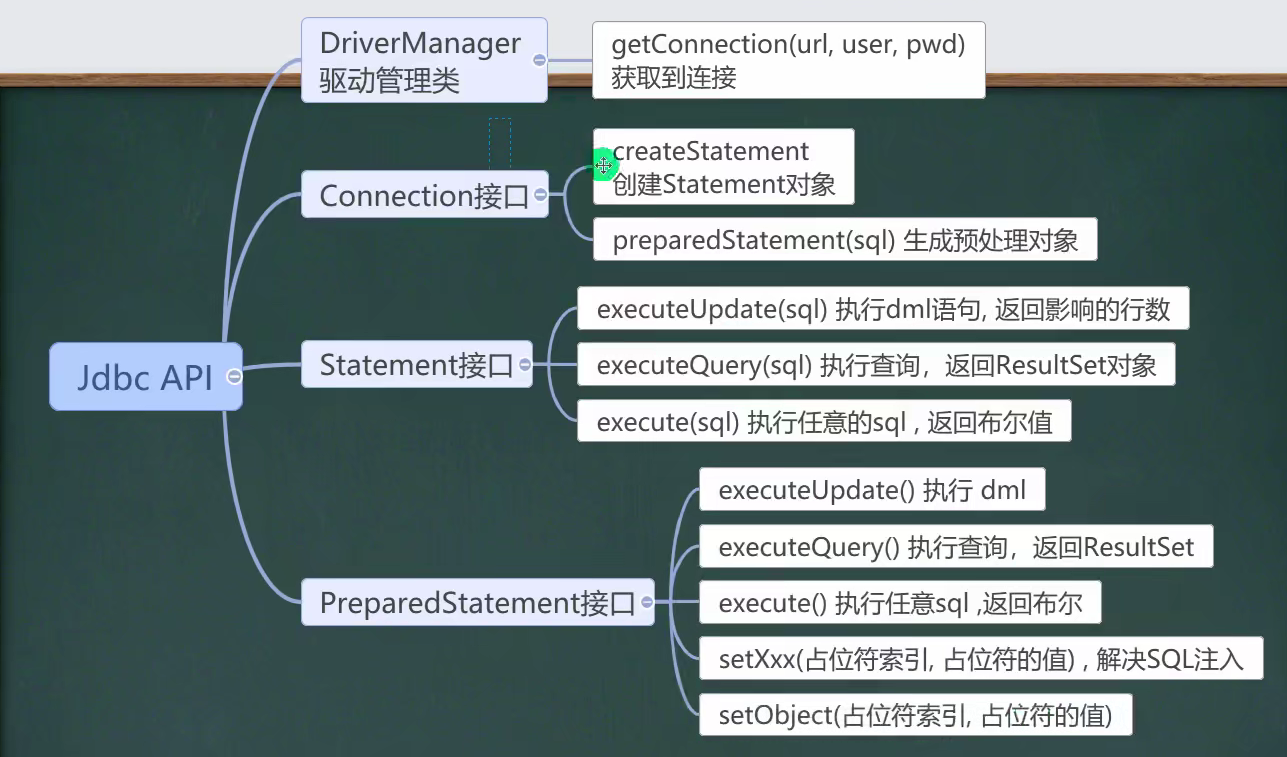 DriverManager
驱动管理类
getConnection(url, user, pwd)
获取到连接
createStatement
创建Statement对象
Connection接口
preparedStatement(sql) 生成预处理对象
executeUpdate(sql) 执行dml语句, 返回影响的行数
Statement接口
executeQuery(sql) 执行查询，返回ResultSet对象
Jdbc API
execute(sql) 执行任意的sql , 返回布尔值
executeUpdate() 执行 dml
executeQuery() 执行查询，返回ResultSet
PreparedStatement接口
execute() 执行任意sql ,返回布尔
setXxx(占位符索引, 占位符的值) , 解决SQL注入
setObject(占位符索引, 占位符的值)